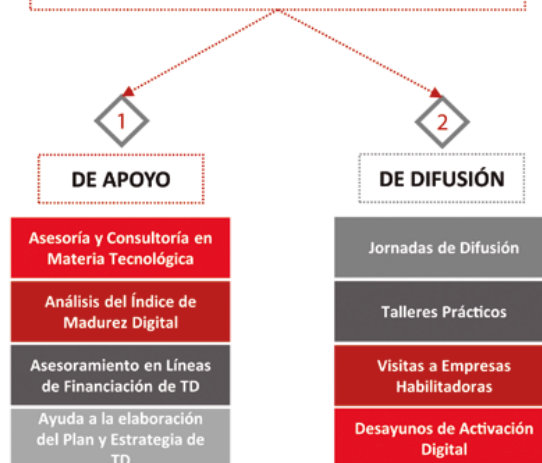 1
DE APOYO
Asesoría y Consultoría en
Materia Tecnológica
Análisis del Índice de
Madurez Digital
Asesoramiento en Líneas
de Financiación de TD
Ayuda a la elaboración
del Plan y Estrategia de
TD
2
DE DIFUSIÓN
Jornadas de Difusión
Talleres Prácticos
Visitas a Empresas
Habilitadoras
Desayunos de Activación
Digital